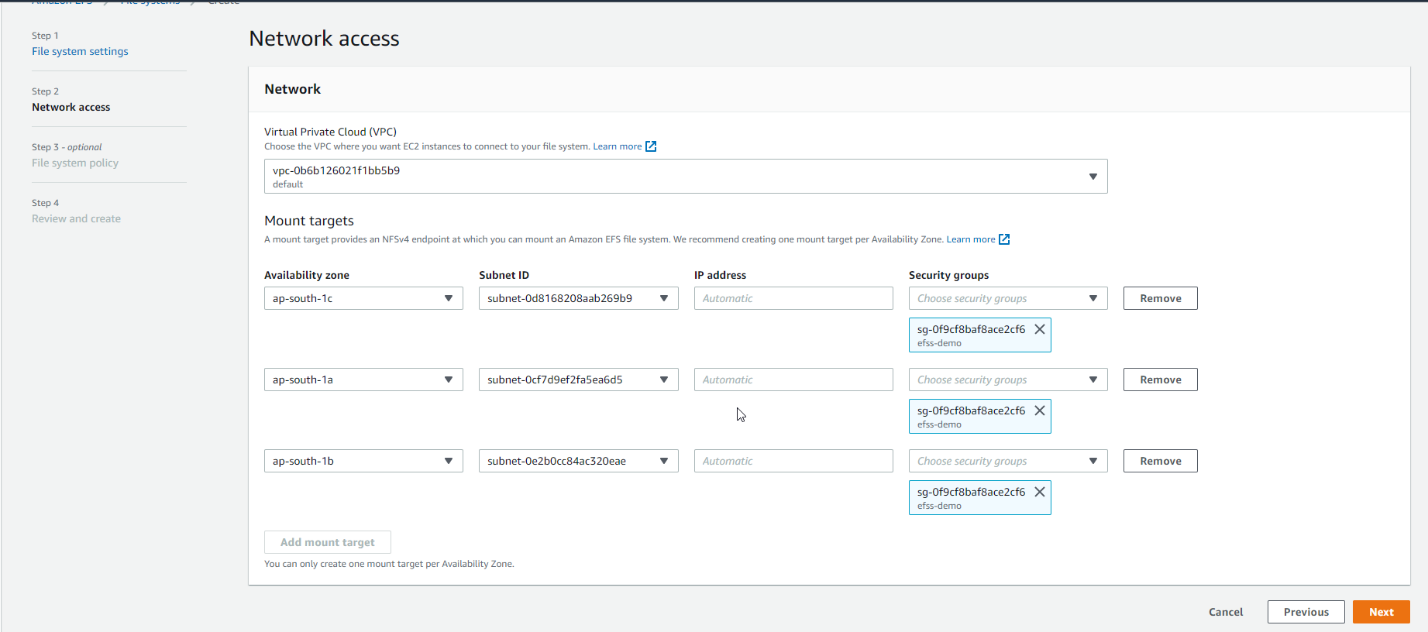 Amazon EFS > File systems > Create
Step 1
File system settings
Step 2
Network access
Step 3 - optional
File system policy
Step 4
Review and create
Network access
Network
Virtual Private Cloud (VPC)
Choose the VPC where you want EC2 instances to connect to your file system. Learn more
vpc-0b6b126021f1bb5b9
default
Mount targets
A mount target provides an NFSv4 endpoint at which you can mount an Amazon EFS file system. We recommend creating one mount target per Availability Zone. Learn more
Availability zone Subnet ID IP address Security groups
ap-south-1c subnet-0d8168208aab269b9 Automatic Choose security groups Remove
sg-0f9cf8baf8ace2cf6
efss-demo
ap-south-1a subnet-0cf7d9ef2fa5ea6d5 Automatic Choose security groups Remove
sg-0f9cf8baf8ace2cf6
efss-demo
ap-south-1b subnet-0e2b0cc84ac320eae Automatic Choose security groups Remove
sg-0f9cf8baf8ace2cf6
efss-demo
Add mount target
You can only create one mount target per Availability Zone.
Cancel Previous Next